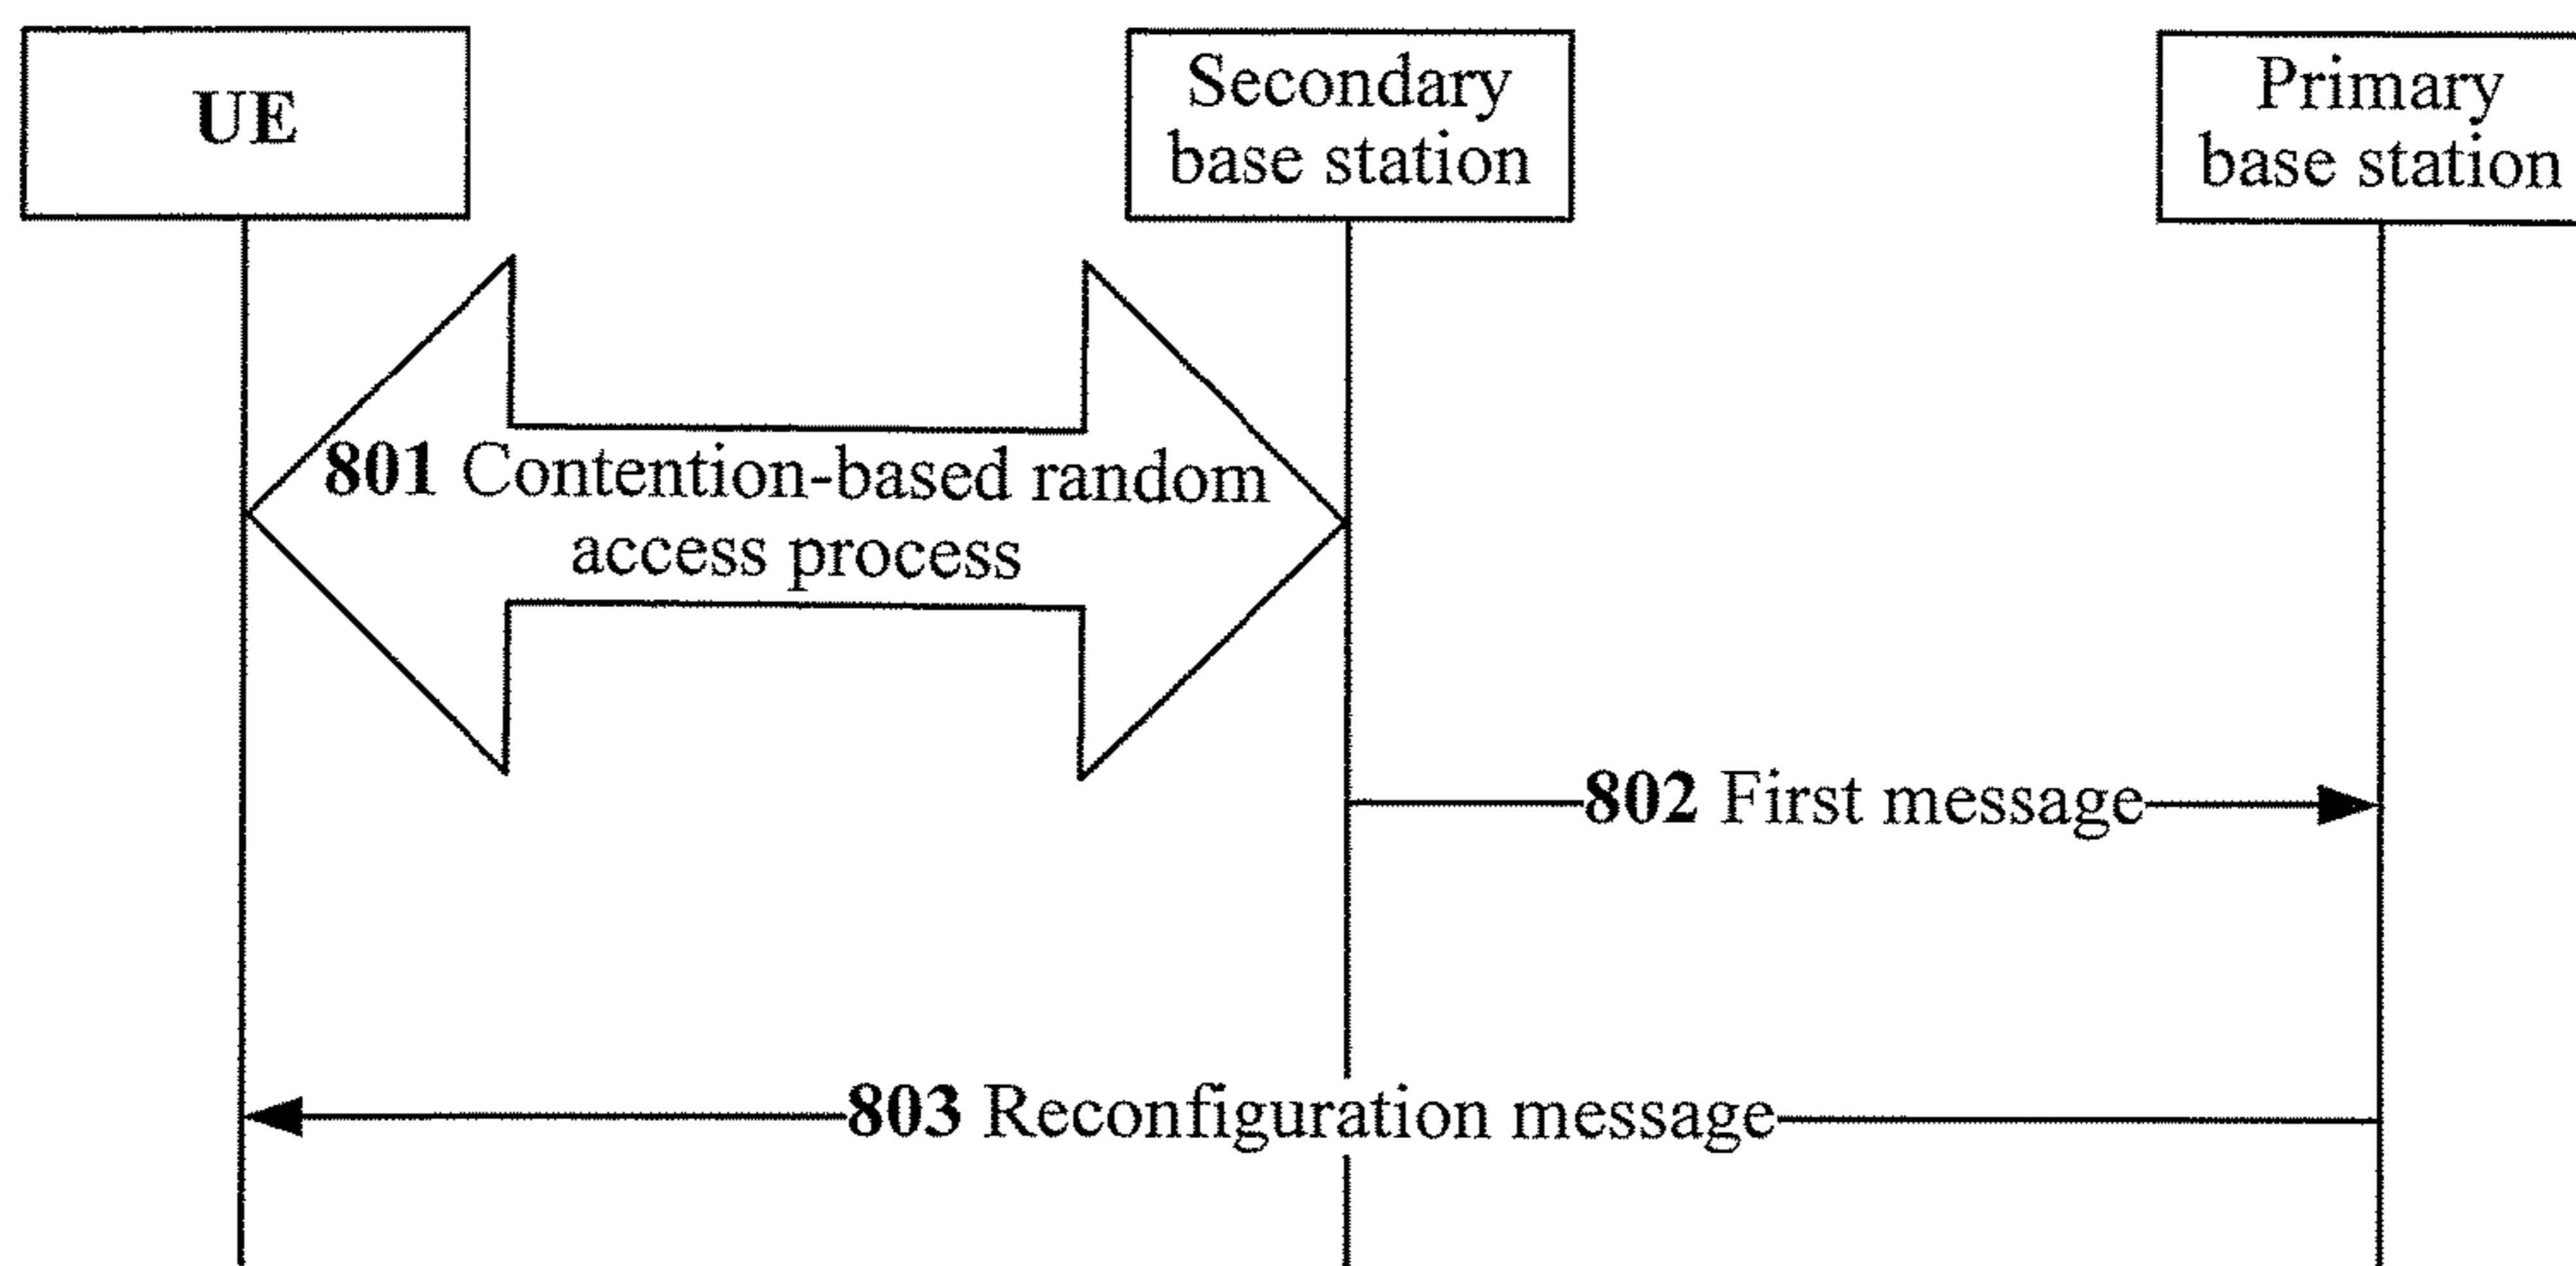 UE
Secondary
base station
Primary
base station
801 Contention-based random
access process
802 First message
803 Reconfiguration message